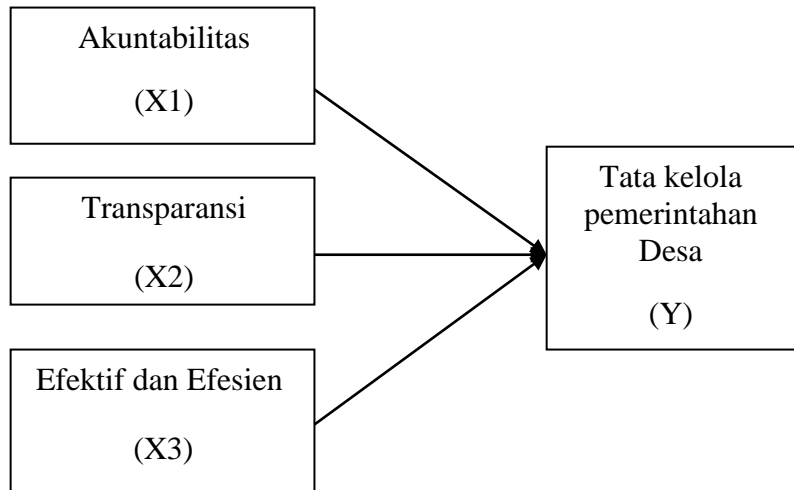 Akuntabilitas
(X1)
Transparansi
(X2)
Efektif dan Efesien
(X3)
Tata kelola
pemerintahan
Desa
(Y)